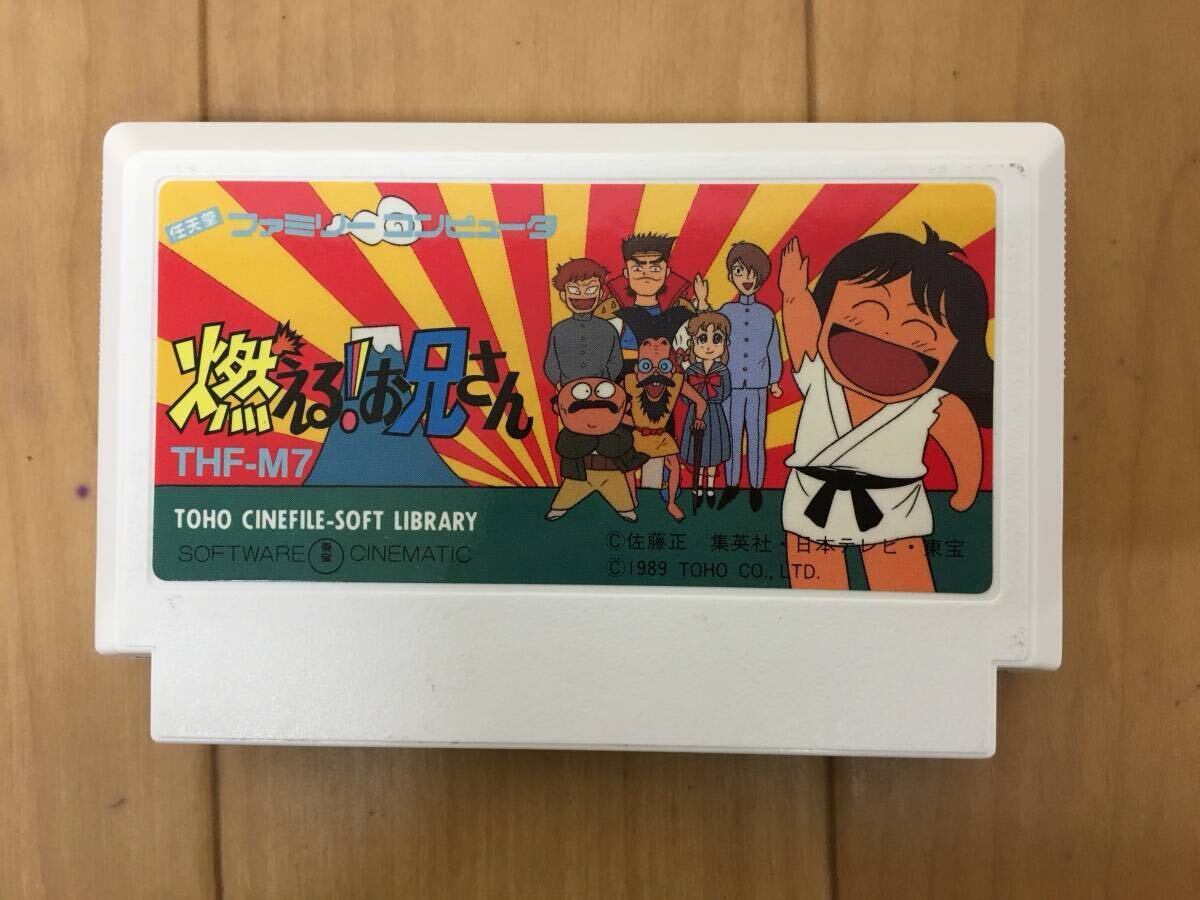 任天堂 ファミリーコンピュータ
燃える!お兄さん
THF-M7
TOHO CINEFILE-SOFT LIBRARY
SOFTWARE 東宝 CINEMATIC
©佐藤正 集英社・日本テレビ・東宝
©1989 TOHO CO., LTD.